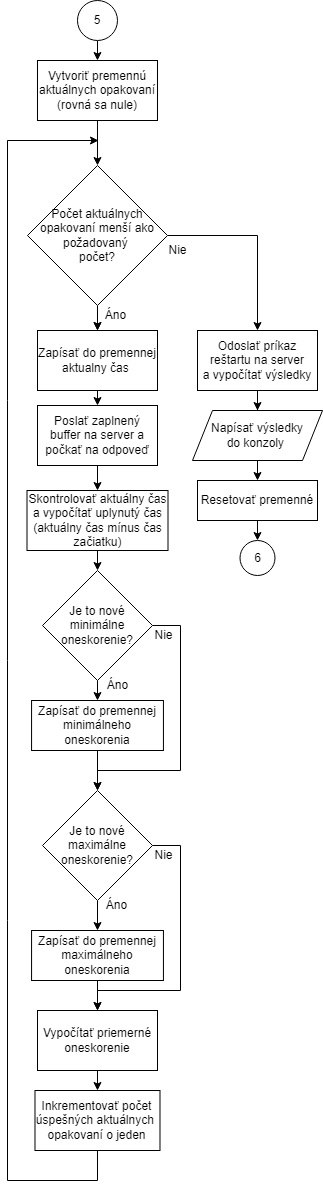 5
Vytvoriť premennú
aktuálnych opakovaní
(rovná sa nule)
Počet aktuálnych
opakovaní menší ako
požadovaný
počet?
Nie
Áno
Zapísať do premennej
aktualny čas
Odoslať príkaz
reštartu na server
a vypočítať výsledky
Poslať zaplnený
buffer na server a
počkať na odpoveď
Napísať výsledky
do konzoly
Skontrolovať aktuálny čas
a vypočítať uplynutý čas
(aktuálny čas mínus čas
začiatku)
Resetovať premenné
6
Je to nové
minimálne
oneskorenie?
Nie
Áno
Zapísať do premennej
minimálneho
oneskorenia
Je to nové
maximálne
oneskorenie?
Nie
Áno
Zapísať do premennej
maximálneho
oneskorenia
Vypočítať priemerné
oneskorenie
Inkrementovať počet
úspešných aktuálnych
opakovaní o jeden